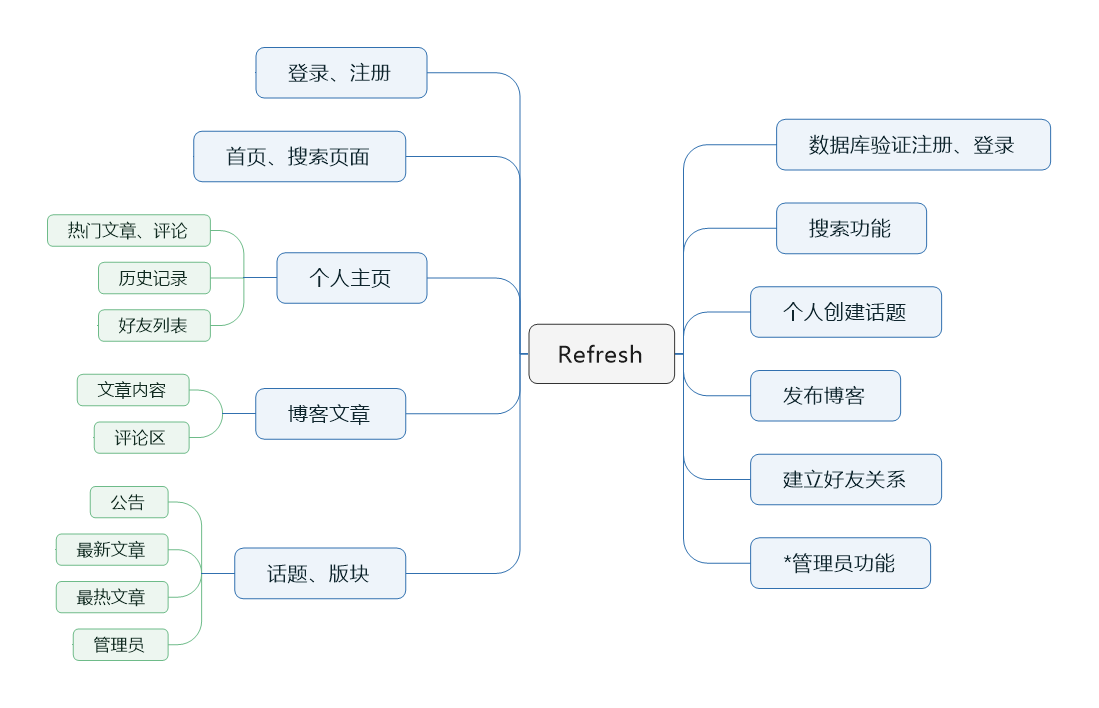 登录、注册
首页、搜索页面
热门文章、评论
历史记录
好友列表
个人主页
文章内容
评论区
博客文章
公告
最新文章
最热文章
管理员
话题、版块
Refresh
数据库验证注册、登录
搜索功能
个人创建话题
发布博客
建立好友关系
*管理员功能